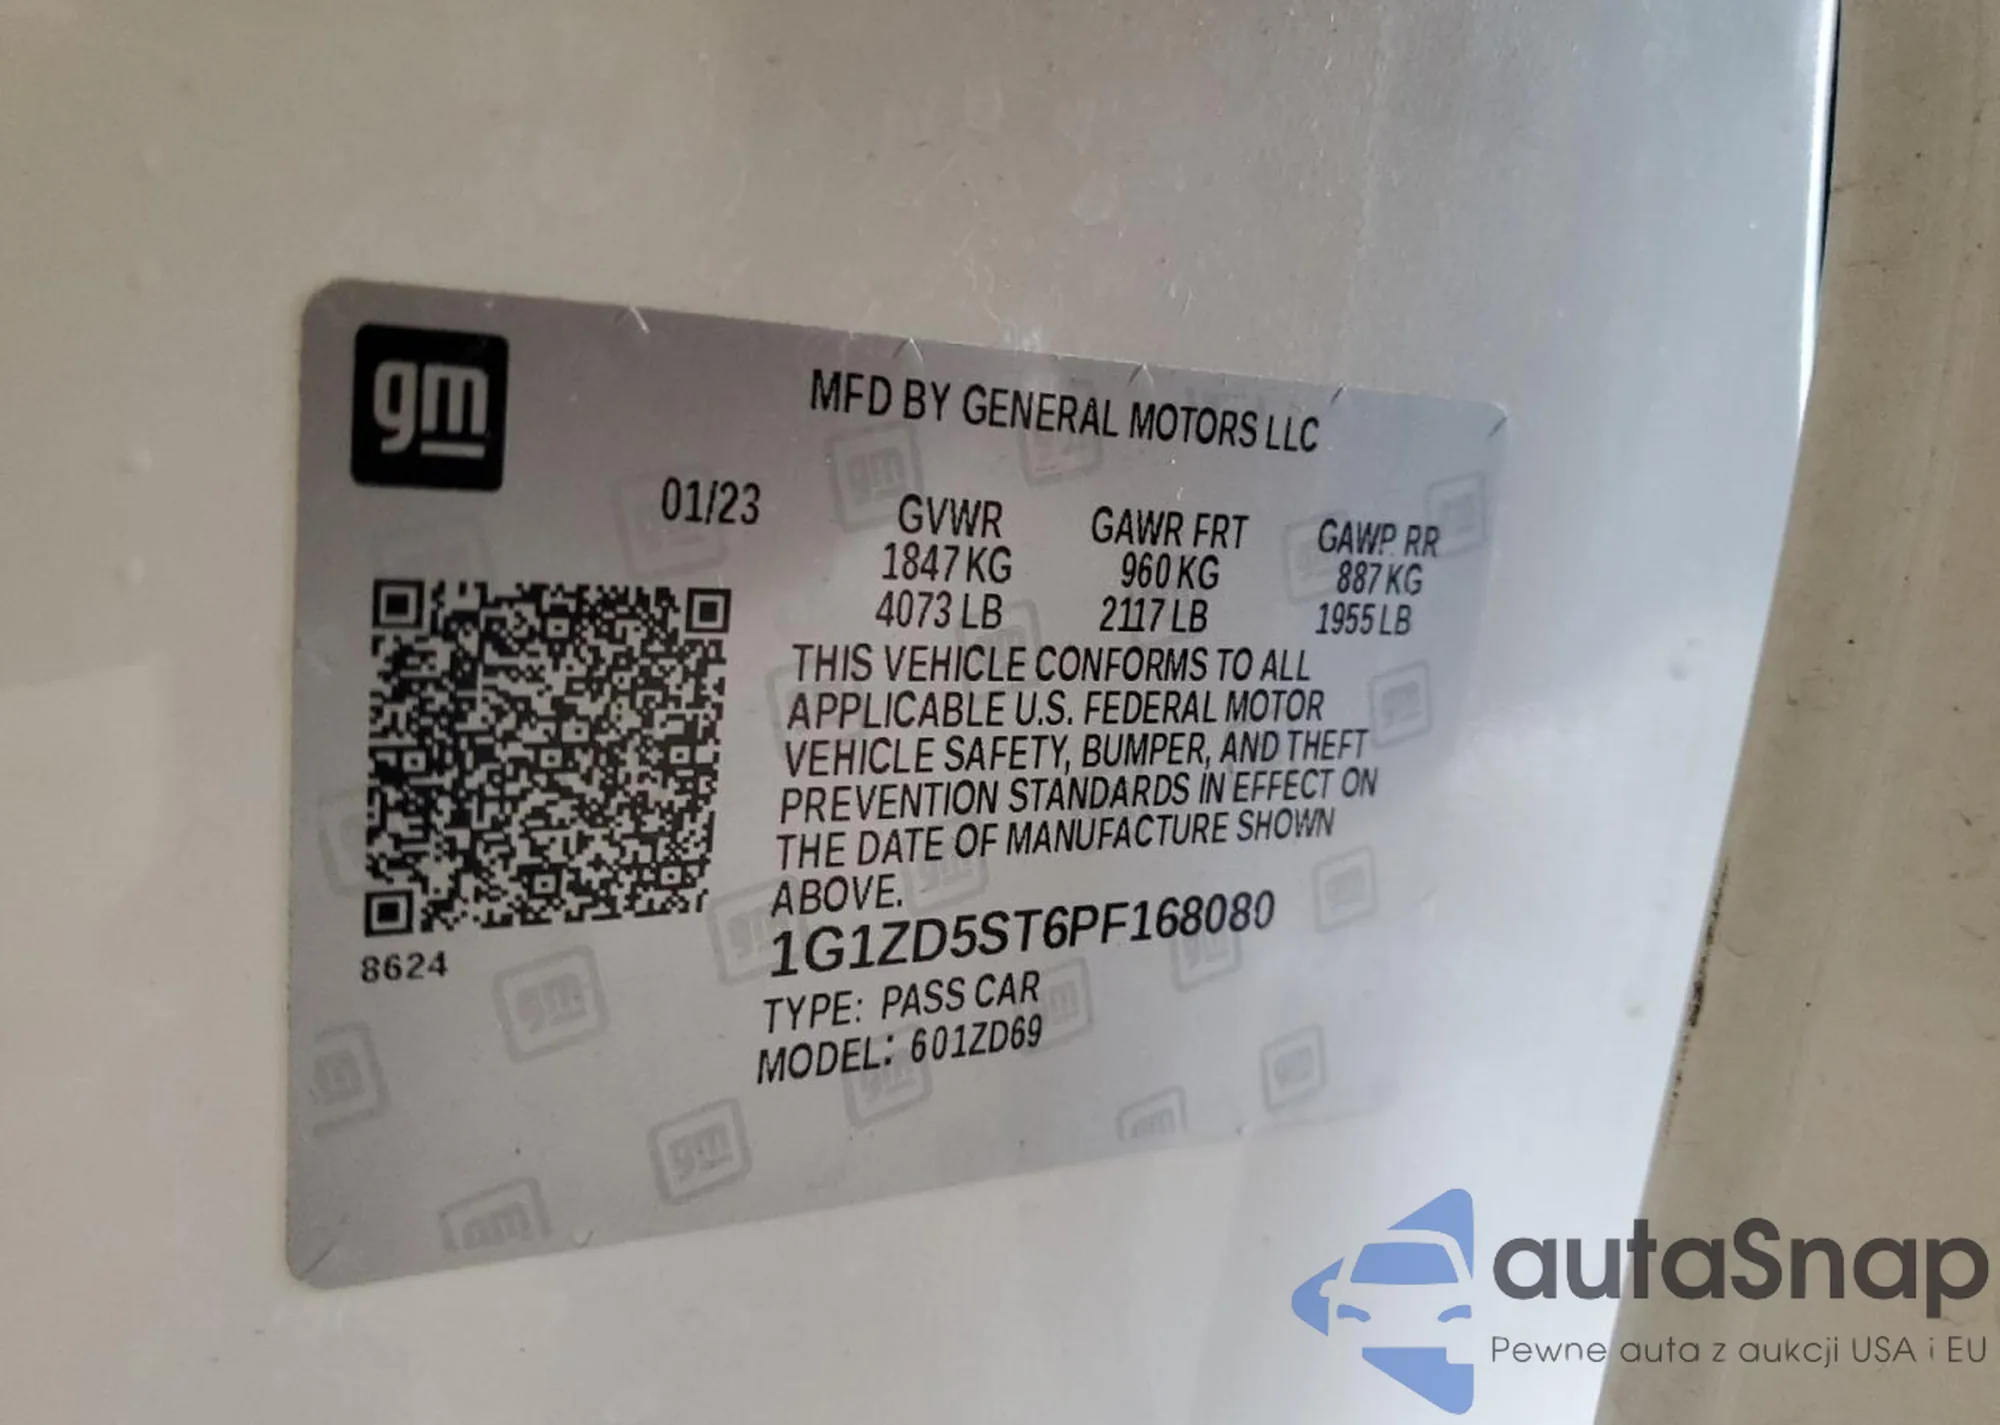 gm
MFD BY GENERAL MOTORS LLC
01/23
GVWR GAWR FRT GAWR RR
1847 KG 960 KG 887 KG
4073 LB 2117 LB 1955 LB
THIS VEHICLE CONFORMS TO ALL
APPLICABLE U.S. FEDERAL MOTOR
VEHICLE SAFETY, BUMPER, AND THEFT
PREVENTION STANDARDS IN EFFECT ON
THE DATE OF MANUFACTURE SHOWN
ABOVE.
1G1ZD5ST6PF168080
TYPE: PASS CAR
MODEL: 601ZD69
8624
autaSnap
Pewne auta z aukcji USA i EU